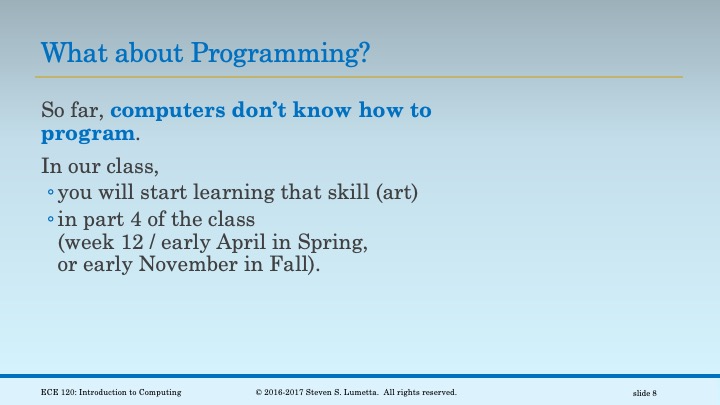 What about Programming?
So far, computers don’t know how to
program.
In our class,
◦ you will start learning that skill (art)
◦ in part 4 of the class
(week 12 / early April in Spring,
or early November in Fall).
ECE 120: Introduction to Computing © 2016-2017 Steven S. Lumetta. All rights reserved. slide 8